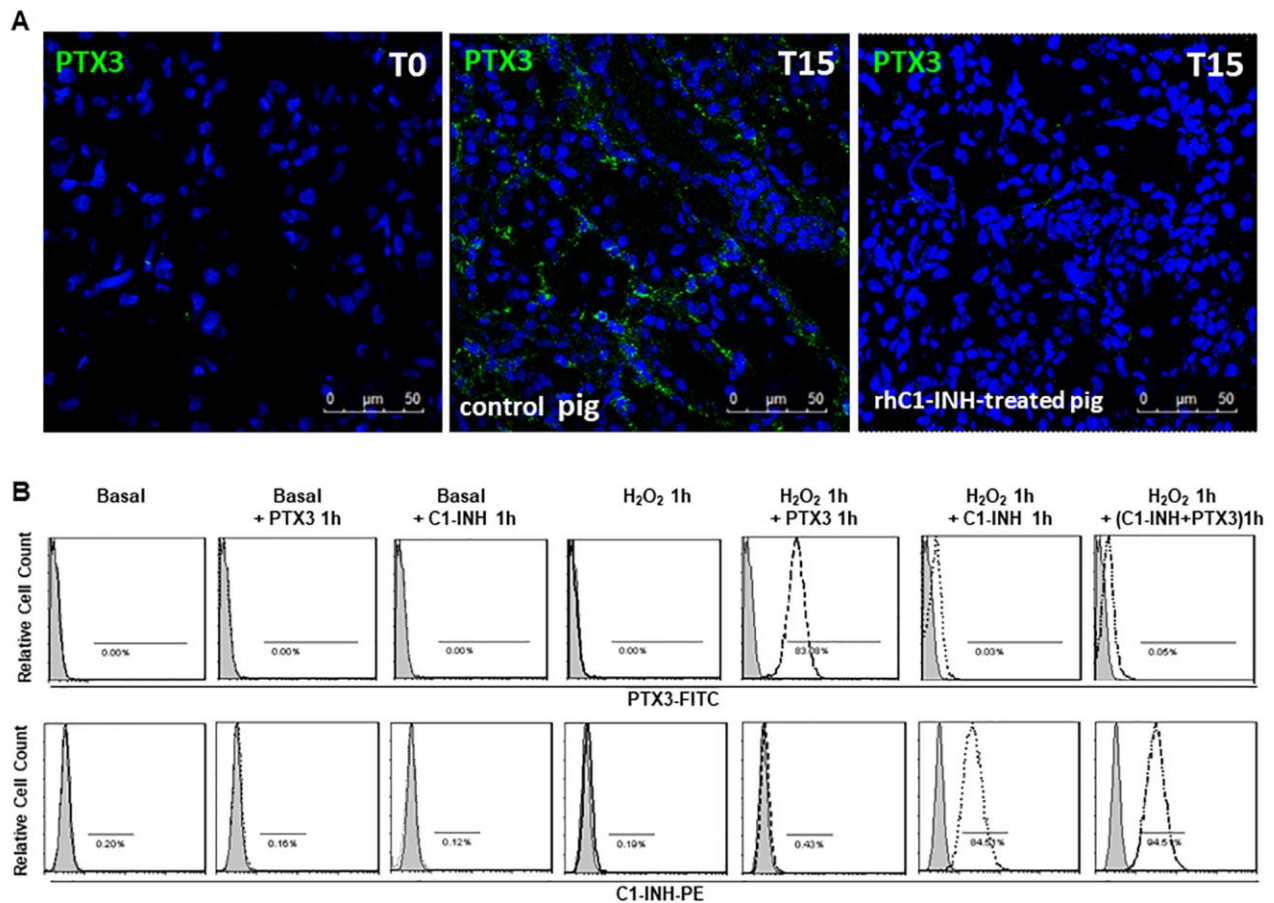 A
PTX3 T0
PTX3 T15
PTX3 T15
0 µm 50
control pig 0 µm 50
rhC1-INH-treated pig 0 µm 50
B
Basal
Basal
+ PTX3 1h
Basal
+ C1-INH 1h
H₂O₂ 1h
H₂O₂ 1h
+ PTX3 1h
H₂O₂ 1h
+ C1-INH 1h
H₂O₂ 1h
+ (C1-INH+PTX3)1h
Relative Cell Count
0.00% 0.00% 0.00% 0.00% 83.08% 0.03% 0.05%
PTX3-FITC
Relative Cell Count
0.20% 0.16% 0.12% 0.19% 0.43%
C1-INH-PE